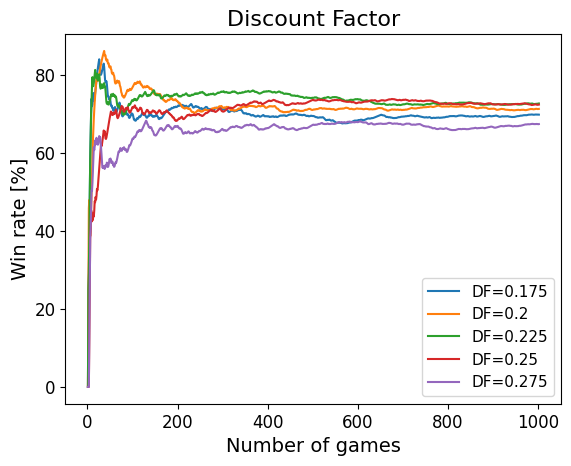 Discount Factor
Win rate [%]
80
60
40
20
0
0 200 400 600 800 1000
Number of games
DF=0.175
DF=0.2
DF=0.225
DF=0.25
DF=0.275